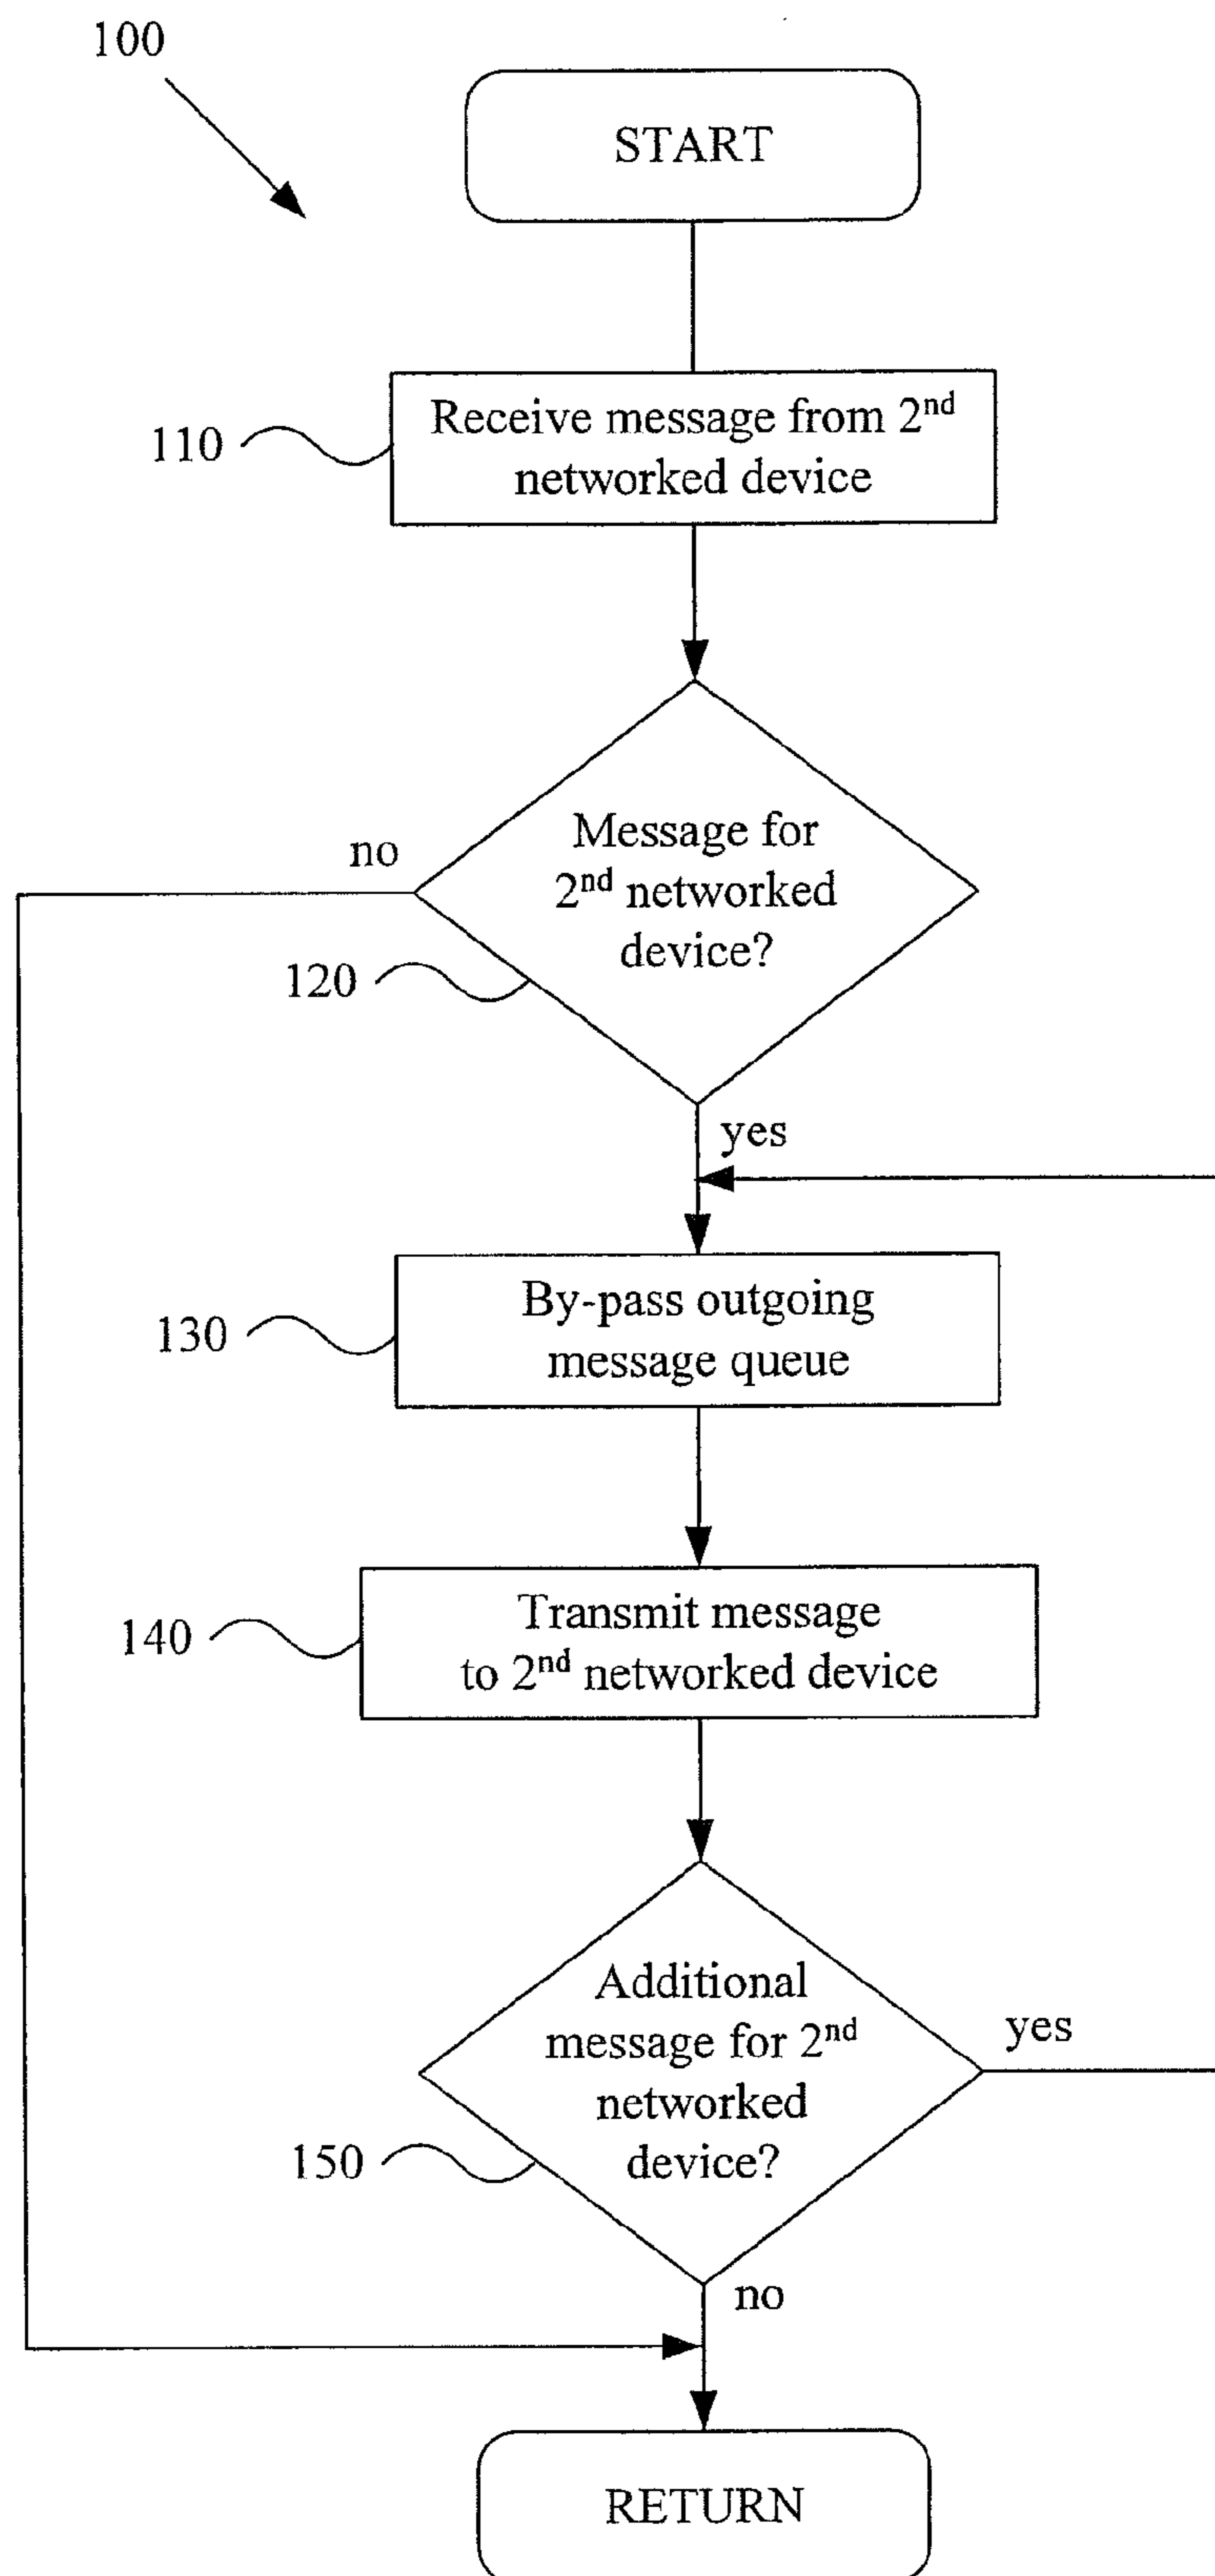 100
START
110
Receive message from 2nd
networked device
no
Message for
2nd networked
device?
120
yes
130
By-pass outgoing
message queue
140
Transmit message
to 2nd networked device
Additional
message for 2nd
networked
device?
yes
150
no
RETURN